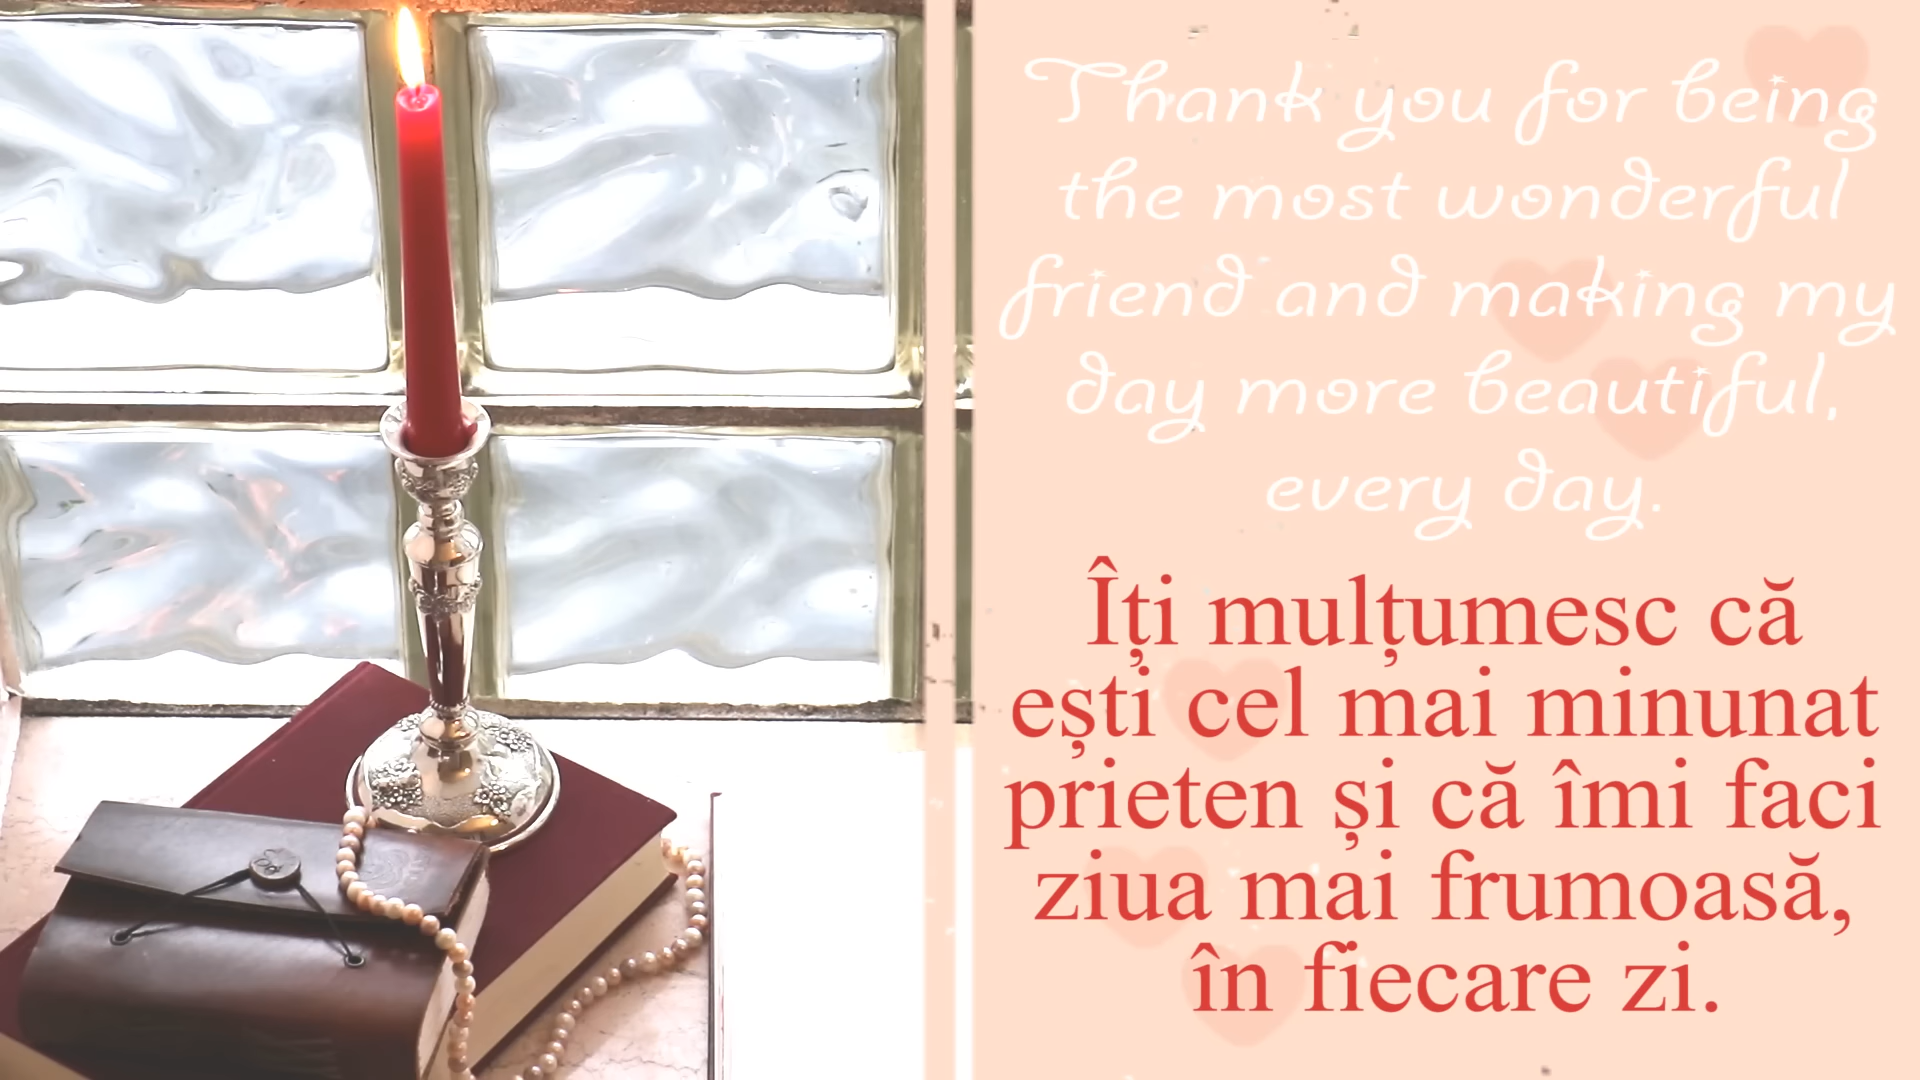 Thank you for being
the most wonderful
friend and making my
day more beautiful,
every day.
Îți mulțumesc că
ești cel mai minunat
prieten și că îmi faci
ziua mai frumoasă,
în fiecare zi.